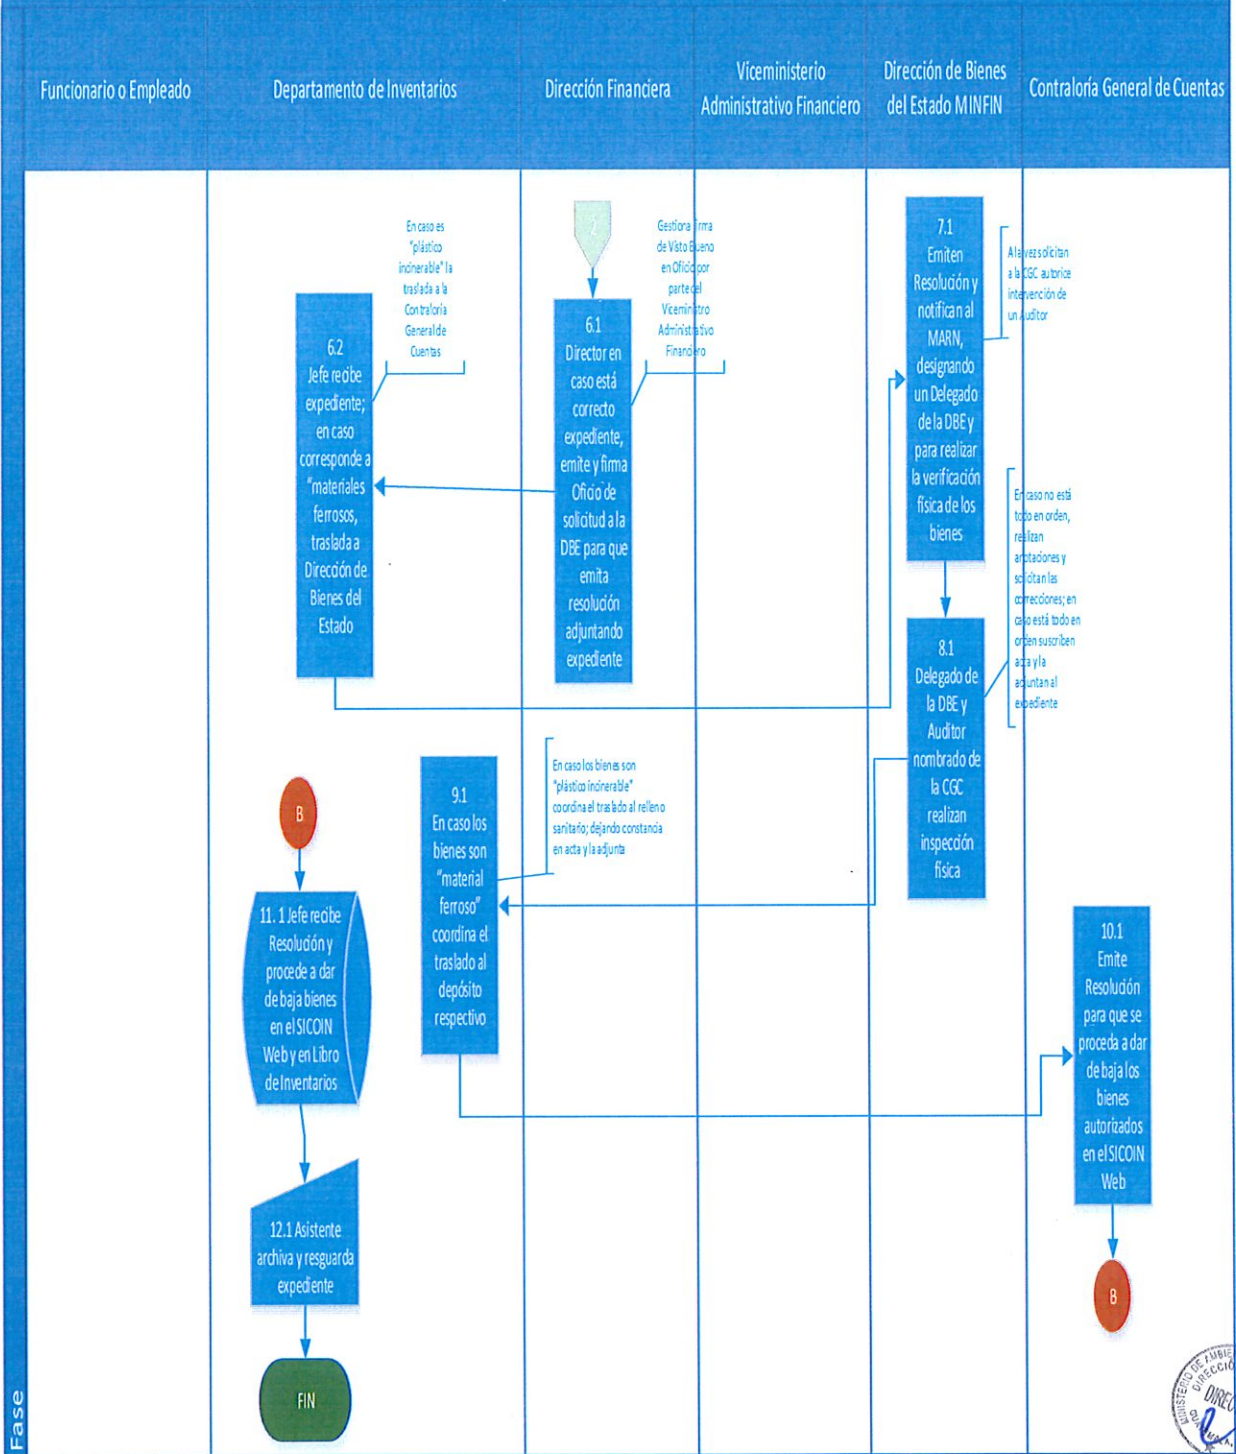 Funcionario o Empleado
Departamento de Inventarios
Dirección Financiera
Viceministerio
Administrativo Financiero
Dirección de Bienes
del Estado MINFIN
Contraloría General de Cuentas
2
6.1
Director en
caso está
correcto
expediente,
emite y firma
Oficio de
solicitud a la
DBE para que
emita
resolución
adjuntando
expediente
Gestiona firma
de Visto Bueno
en Oficio por
parte del
Viceministro
Administrativo
Financiero
6.2
Jefe recibe
expediente;
en caso
corresponde a
"materiales
ferrosos,
traslada a
Dirección de
Bienes del
Estado
En caso es
"plástico
incinerable" la
traslada a la
Contraloría
General de
Cuentas
7.1
Emiten
Resolución y
notifican al
MARN,
designando
un Delegado
de la DBE y
para realizar
la verificación
física de los
bienes
A la vez solicitan
a la CGC autorice
intervención de
un Auditor
8.1
Delegado de
la DBE y
Auditor
nombrado de
la CGC
realizan
inspección
física
En caso no está
todo en orden,
realizan
anotaciones y
solicitan las
correcciones; en
caso está todo en
orden suscriben
acta y la
adjuntan al
expediente
9.1
En caso los
bienes son
"material
ferroso"
coordina el
traslado al
depósito
respectivo
En caso los bienes son
"plástico incinerable"
coordina el traslado al relleno
sanitario; dejando constancia
en acta y la adjunta
10.1
Emite
Resolución
para que se
proceda a dar
de baja los
bienes
autorizados
en el SICOIN
Web
B
B
11. 1 Jefe recibe
Resolución y
procede a dar
de baja bienes
en el SICOIN
Web y en Libro
de Inventarios
12.1 Asistente
archiva y resguarda
expediente
FIN
Fase
MINISTERIO DE AMBIE
DIRECCIÓ
DIREC